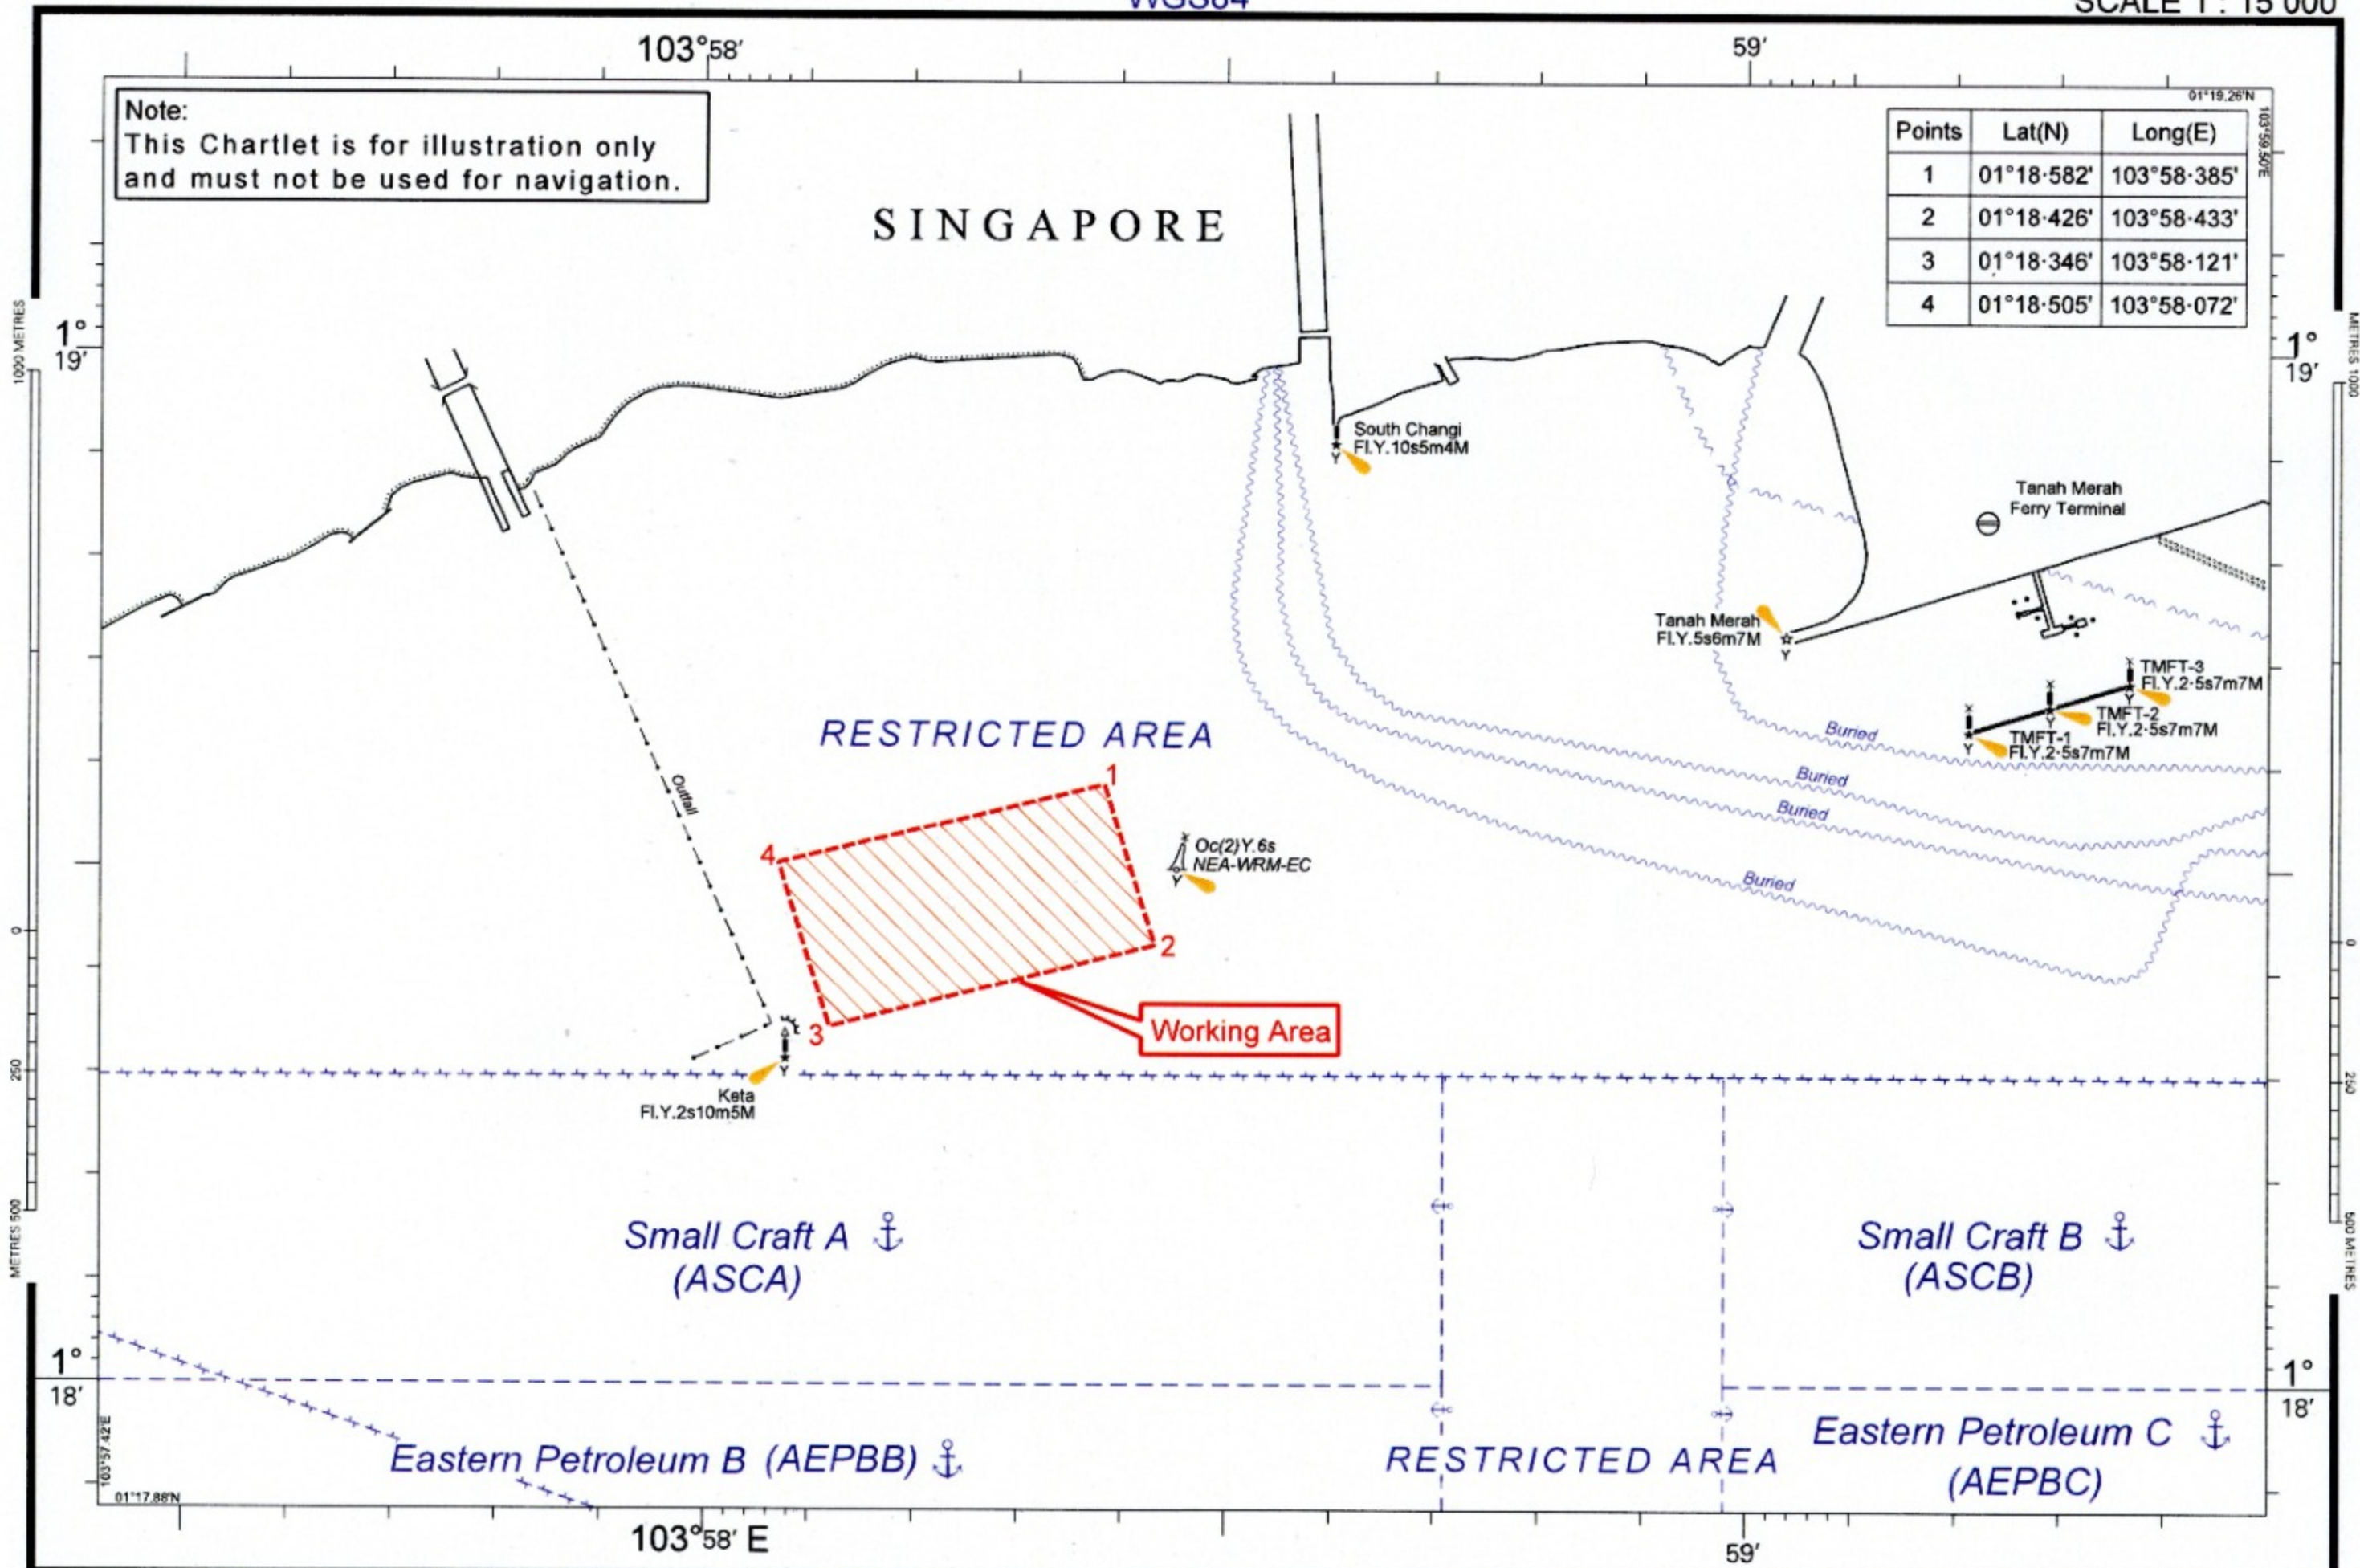 WGS84
SCALE 1 : 15 000
103°58′
59′
Note:
This Chartlet is for illustration only
and must not be used for navigation.
01°19.26′N
103°59.50′E
Points Lat(N) Long(E)
1 01°18·582' 103°58·385'
2 01°18·426' 103°58·433'
3 01°18·346' 103°58·121'
4 01°18·505' 103°58·072'
SINGAPORE
1000 METRES
METRES 1000
1°
19′
1°
19′
South Changi
Fl.Y.10s5m4M
Y
Tanah Merah
Ferry Terminal
Tanah Merah
Fl.Y.5s6m7M
Y
TMFT-3
Fl.Y.2·5s7m7M
Y
TMFT-2
Fl.Y.2·5s7m7M
Y
TMFT-1
Fl.Y.2·5s7m7M
Y
RESTRICTED AREA
Buried
Buried
Buried
Buried
Outfall
1
4
Oc(2)Y.6s
NEA-WRM-EC
Y
2
3
0
0
Working Area
250
250
Y
Keta
Fl.Y.2s10m5M
METRES 500
500 METRES
Small Craft A
(ASCA)
Small Craft B
(ASCB)
1°
18′
1°
18′
Eastern Petroleum B (AEPBB)
RESTRICTED AREA
Eastern Petroleum C
(AEPBC)
103°57.42′E
01°17.88′N
103°58′ E
59′